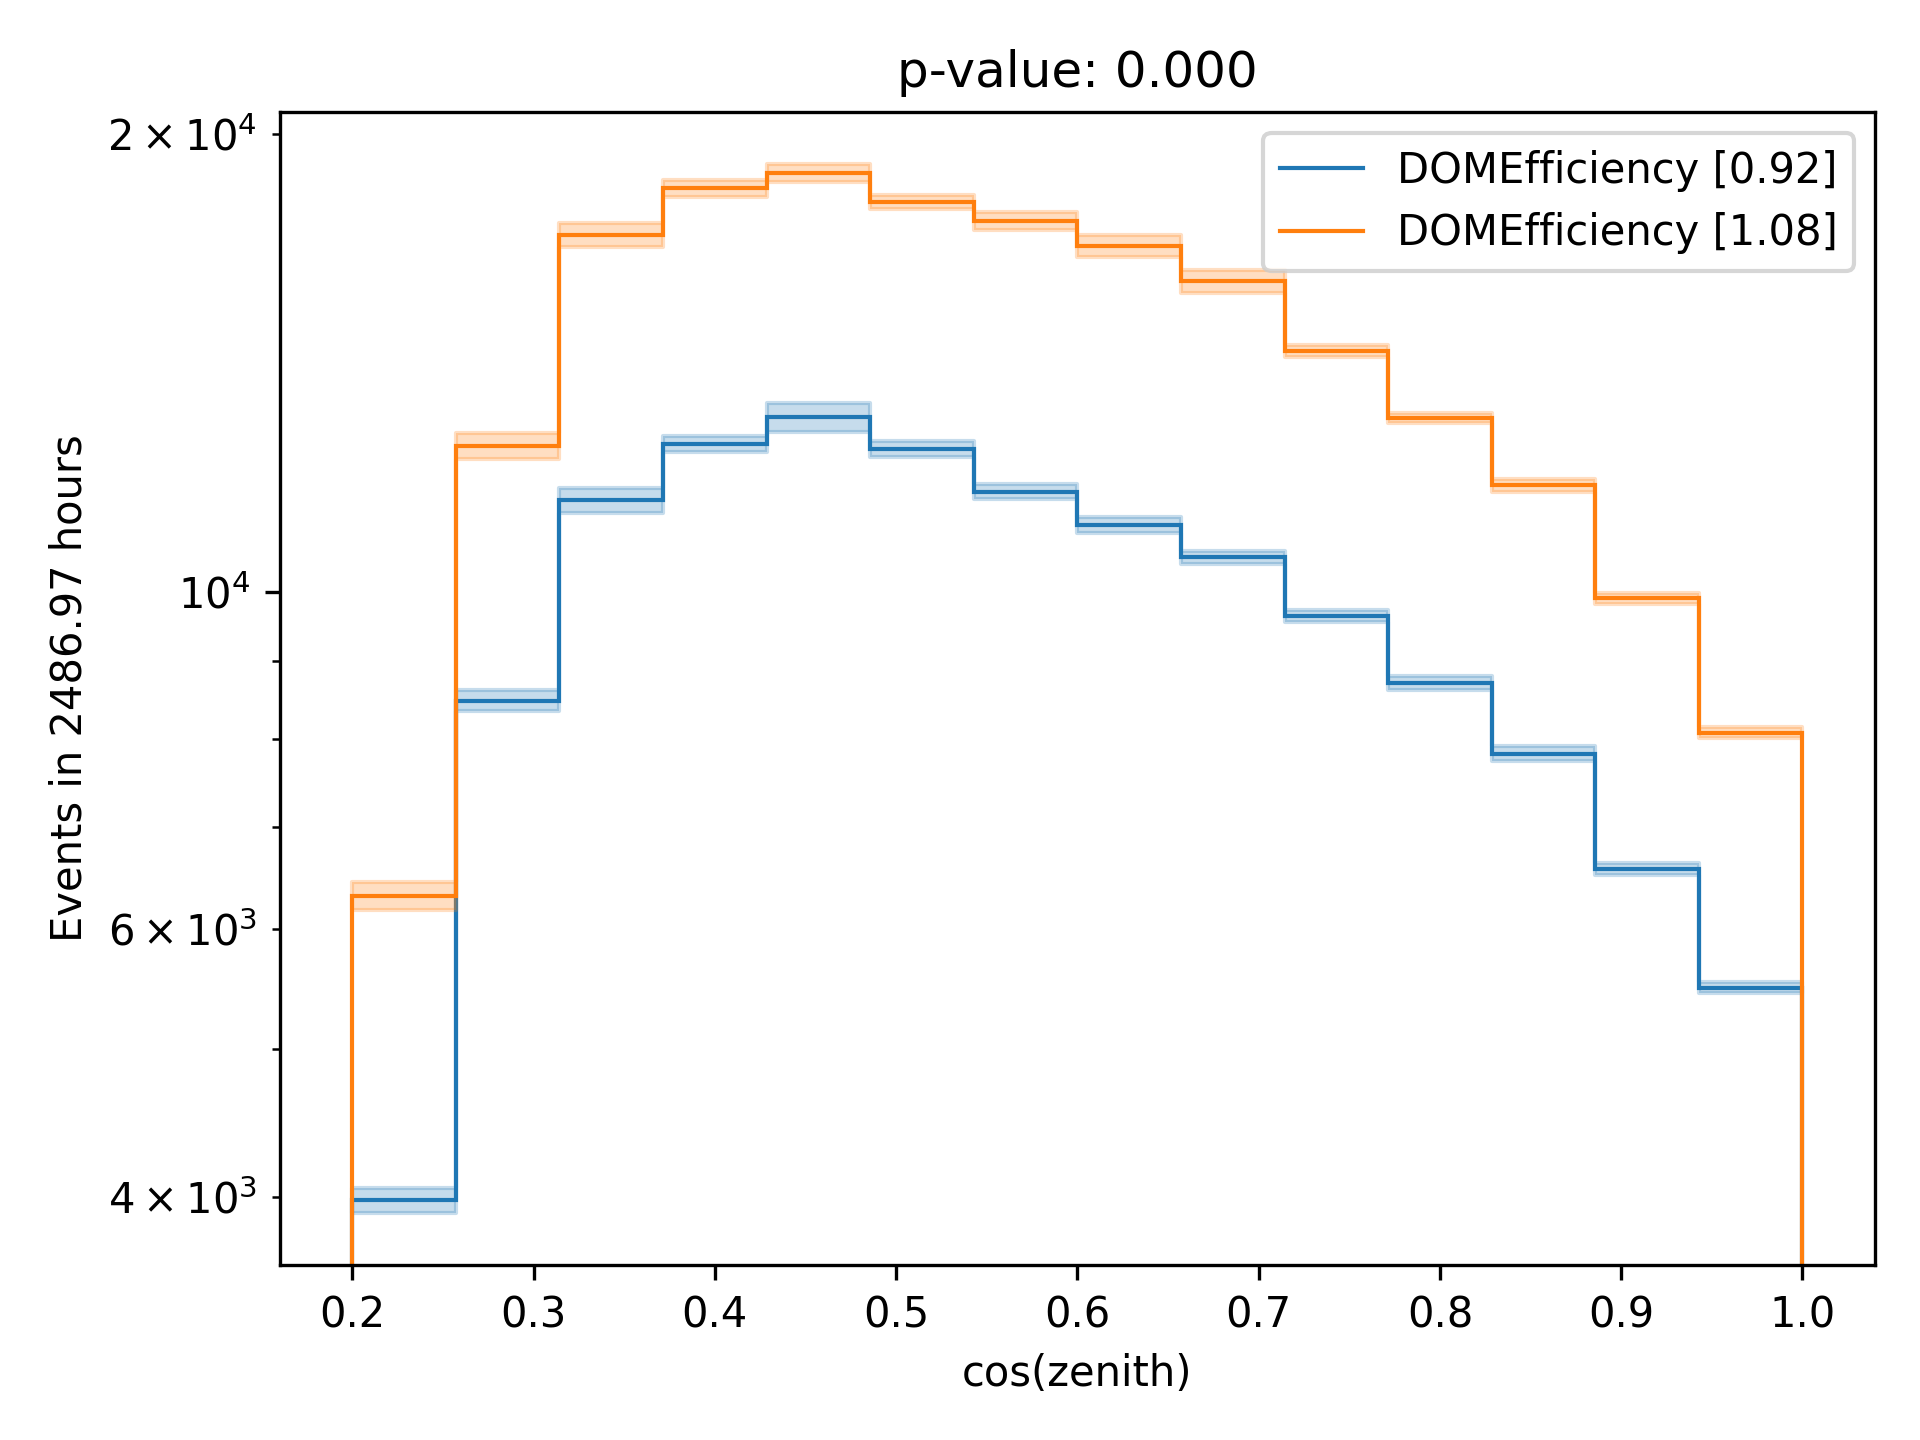 p-value: 0.000
DOMEfficiency [0.92]
DOMEfficiency [1.08]
Events in 2486.97 hours
2 × 10⁴
10⁴
6 × 10³
4 × 10³
0.2 0.3 0.4 0.5 0.6 0.7 0.8 0.9 1.0
cos(zenith)